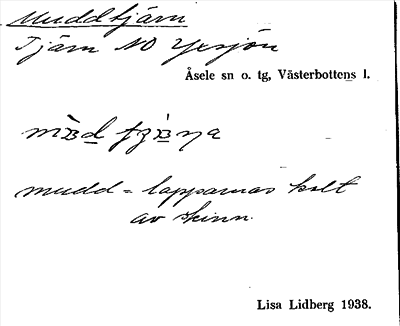 Muddtjärn
Tjärn NO Yxsjön
Åsele sn o. tg, Västerbottens l.
mudd = lapparnas kolt
av skinn.
Lisa Lidberg 1938.